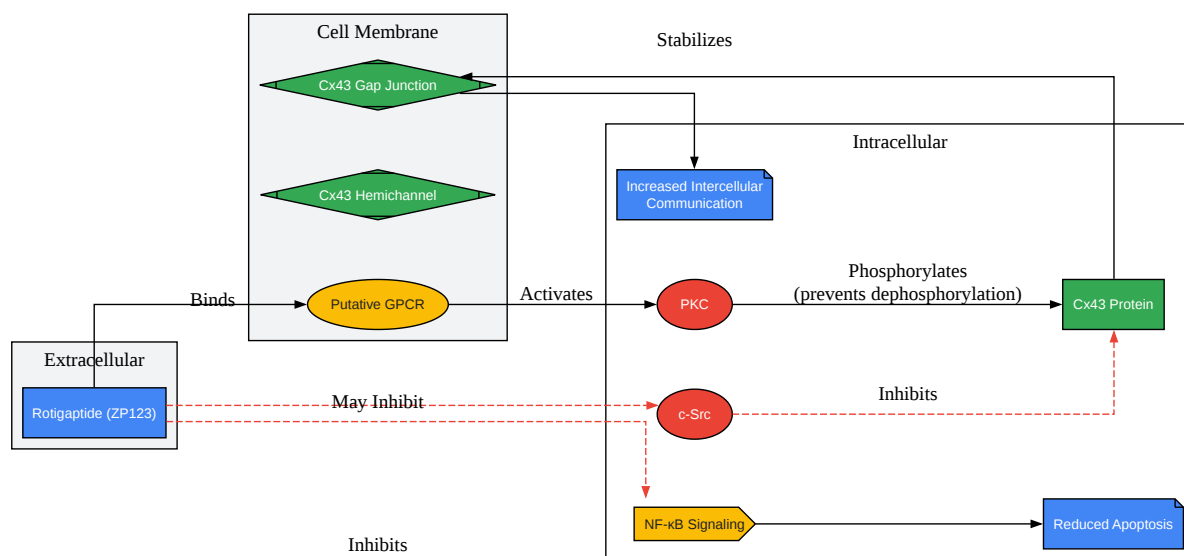 Cell Membrane
Stabilizes
Cx43 Gap Junction
Intracellular
Increased Intercellular
Communication
Cx43 Hemichannel
Phosphorylates
(prevents dephosphorylation)
Binds
Putative GPCR
Activates
PKC
Cx43 Protein
Extracellular
Rotigaptide (ZP123)
May Inhibit
c-Src
Inhibits
NF-κB Signaling
Reduced Apoptosis
Inhibits